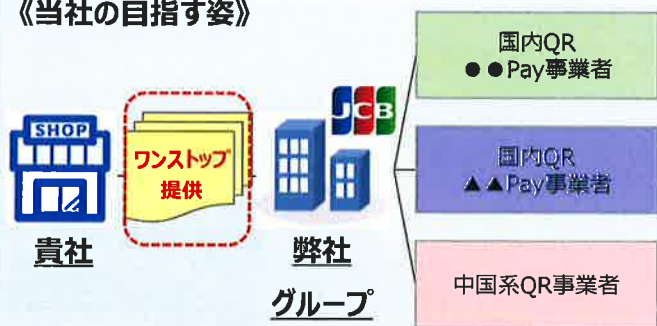 《当社の目指す姿》
国内QR
●●Pay事業者
JCB
SHOP
ワンストップ
提供
国内QR
▲▲Pay事業者
貴社
弊社
グループ
中国系QR事業者